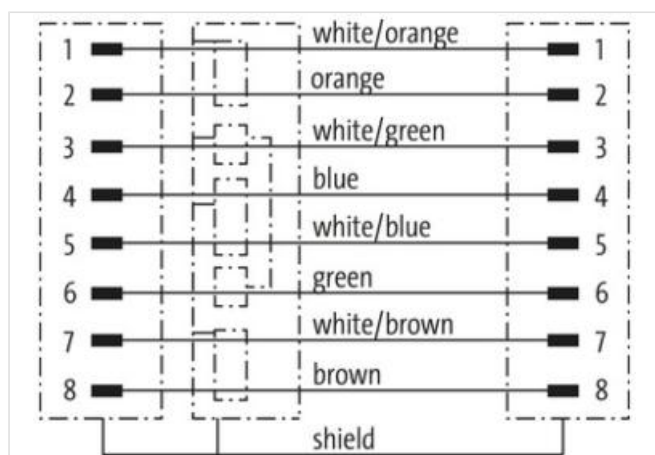 1 white/orange 1
2 orange 2
3 white/green 3
4 blue 4
5 white/blue 5
6 green 6
7 white/brown 7
8 brown 8
shield